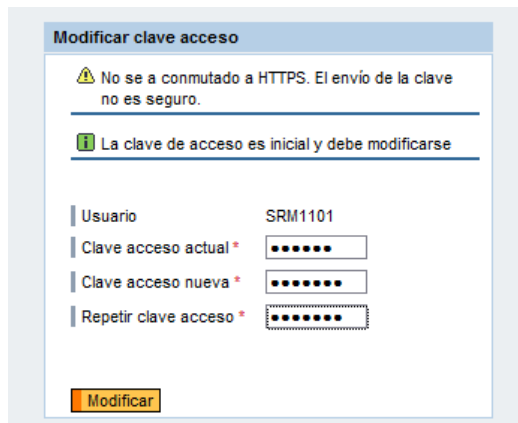 Modificar clave acceso
No se a conmutado a HTTPS. El envío de la clave
no es seguro.
La clave de acceso es inicial y debe modificarse
Usuario SRM1101
Clave acceso actual * ●●●●●●
Clave acceso nueva * ●●●●●●●
Repetir clave acceso * ●●●●●●●
Modificar